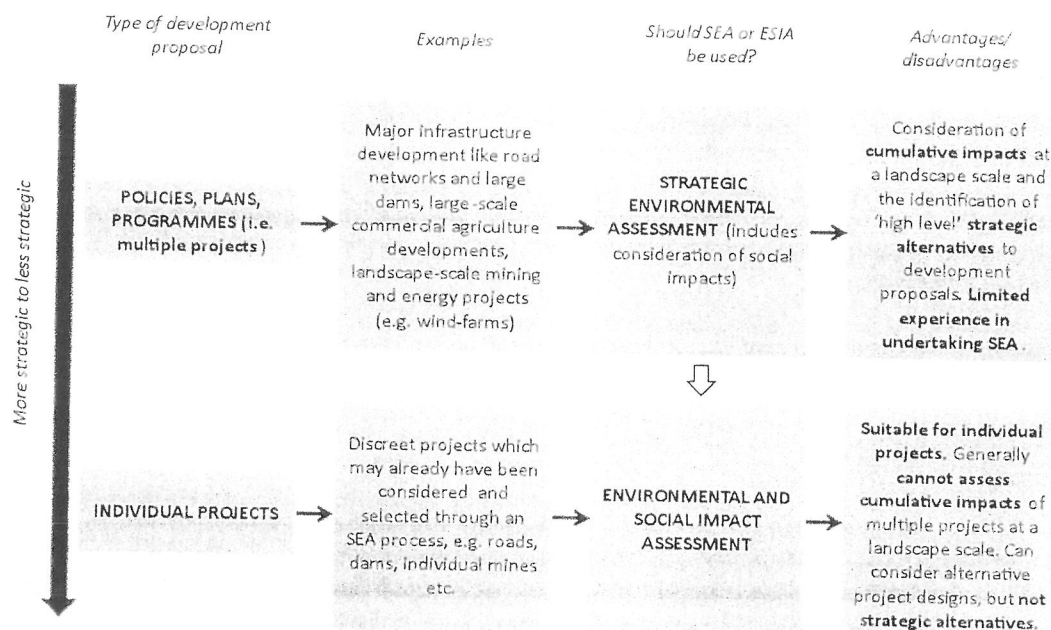 Type of development
proposal
Examples
Should SEA or ESIA
be used?
Advantages/
disadvantages
More strategic to less strategic
POLICIES, PLANS,
PROGRAMMES (i.e.
multiple projects)
Major infrastructure
development like road
networks and large
dams, large-scale
commercial agriculture
developments,
landscape-scale mining
and energy projects
(e.g. wind-farms)
STRATEGIC
ENVIRONMENTAL
ASSESSMENT (includes
consideration of social
impacts)
Consideration of
cumulative impacts at
a landscape scale and
the identification of
‘high level’ strategic
alternatives to
development
proposals. Limited
experience in
undertaking SEA.
INDIVIDUAL PROJECTS
Discreet projects which
may already have been
considered and
selected through an
SEA process, e.g. roads,
dams, individual mines
etc.
ENVIRONMENTAL AND
SOCIAL IMPACT
ASSESSMENT
Suitable for individual
projects. Generally
cannot assess
cumulative impacts of
multiple projects at a
landscape scale. Can
consider alternative
project designs, but not
strategic alternatives.